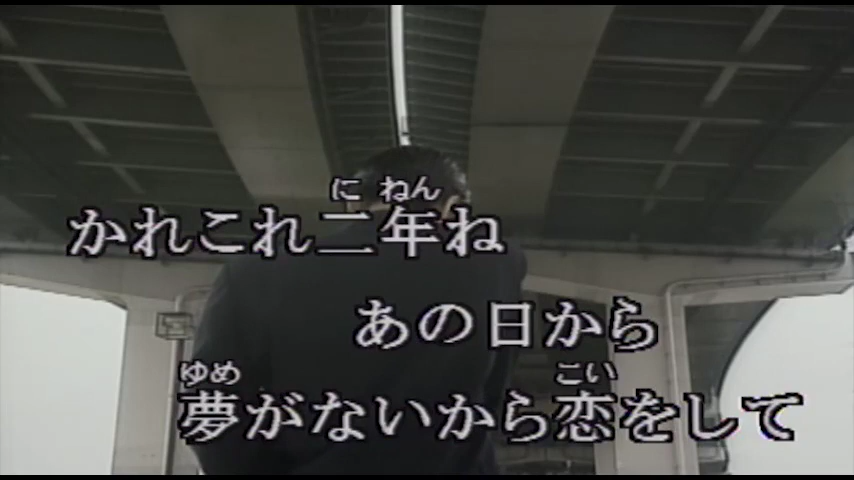 かれこれ二年ね
にねん
あの日から
夢がないから恋をして
ゆめ
こい